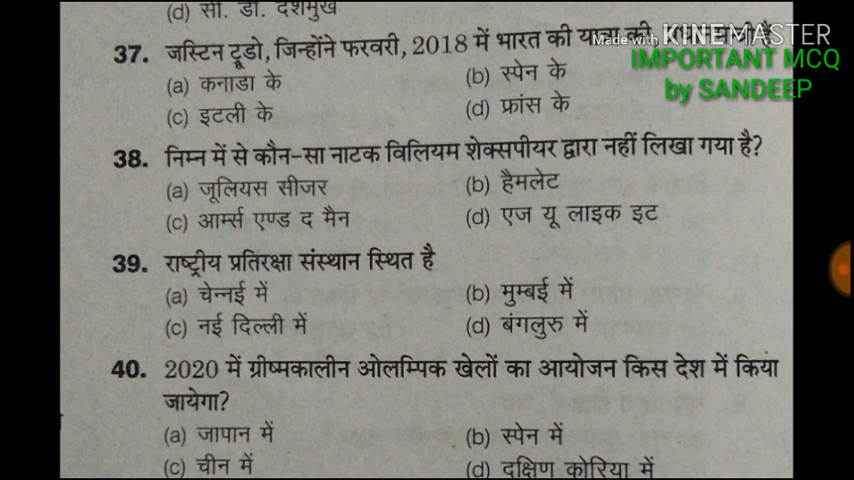 (d) सी. डी. देशमुख
37. जस्टिन ट्रूडो, जिन्होंने फरवरी, 2018 में भारत की यात्रा की,
(a) कनाडा के (b) स्पेन के
(c) इटली के (d) फ्रांस के
38. निम्न में से कौन-सा नाटक विलियम शेक्सपीयर द्वारा नहीं लिखा गया है?
(a) जूलियस सीजर (b) हैमलेट
(c) आर्म्स एण्ड द मैन (d) एज यू लाइक इट
39. राष्ट्रीय प्रतिरक्षा संस्थान स्थित है
(a) चेन्नई में (b) मुम्बई में
(c) नई दिल्ली में (d) बंगलुरु में
40. 2020 में ग्रीष्मकालीन ओलम्पिक खेलों का आयोजन किस देश में किया
जायेगा?
(a) जापान में (b) स्पेन में
(c) चीन में (d) दक्षिण कोरिया में
Made with KINEMASTER
IMPORTANT MCQ
by SANDEEP